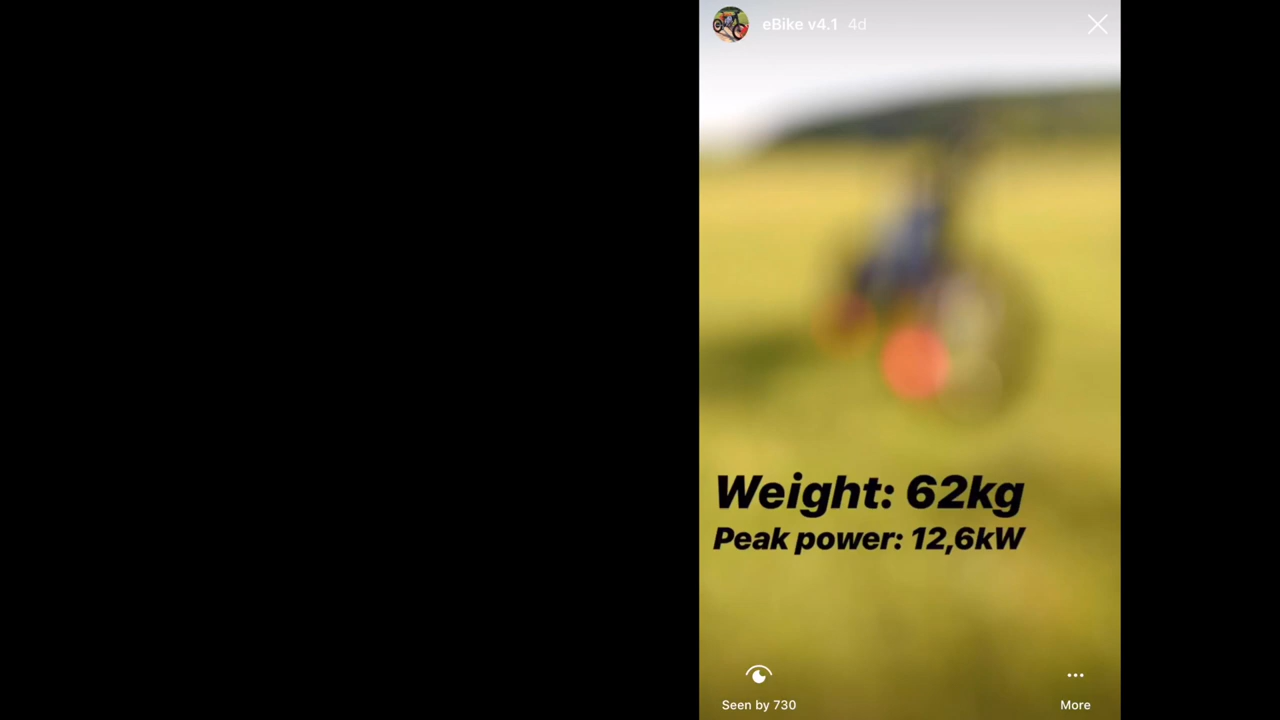 eBike v4.1 4d
Weight: 62kg
Peak power: 12,6kW
Seen by 730
More